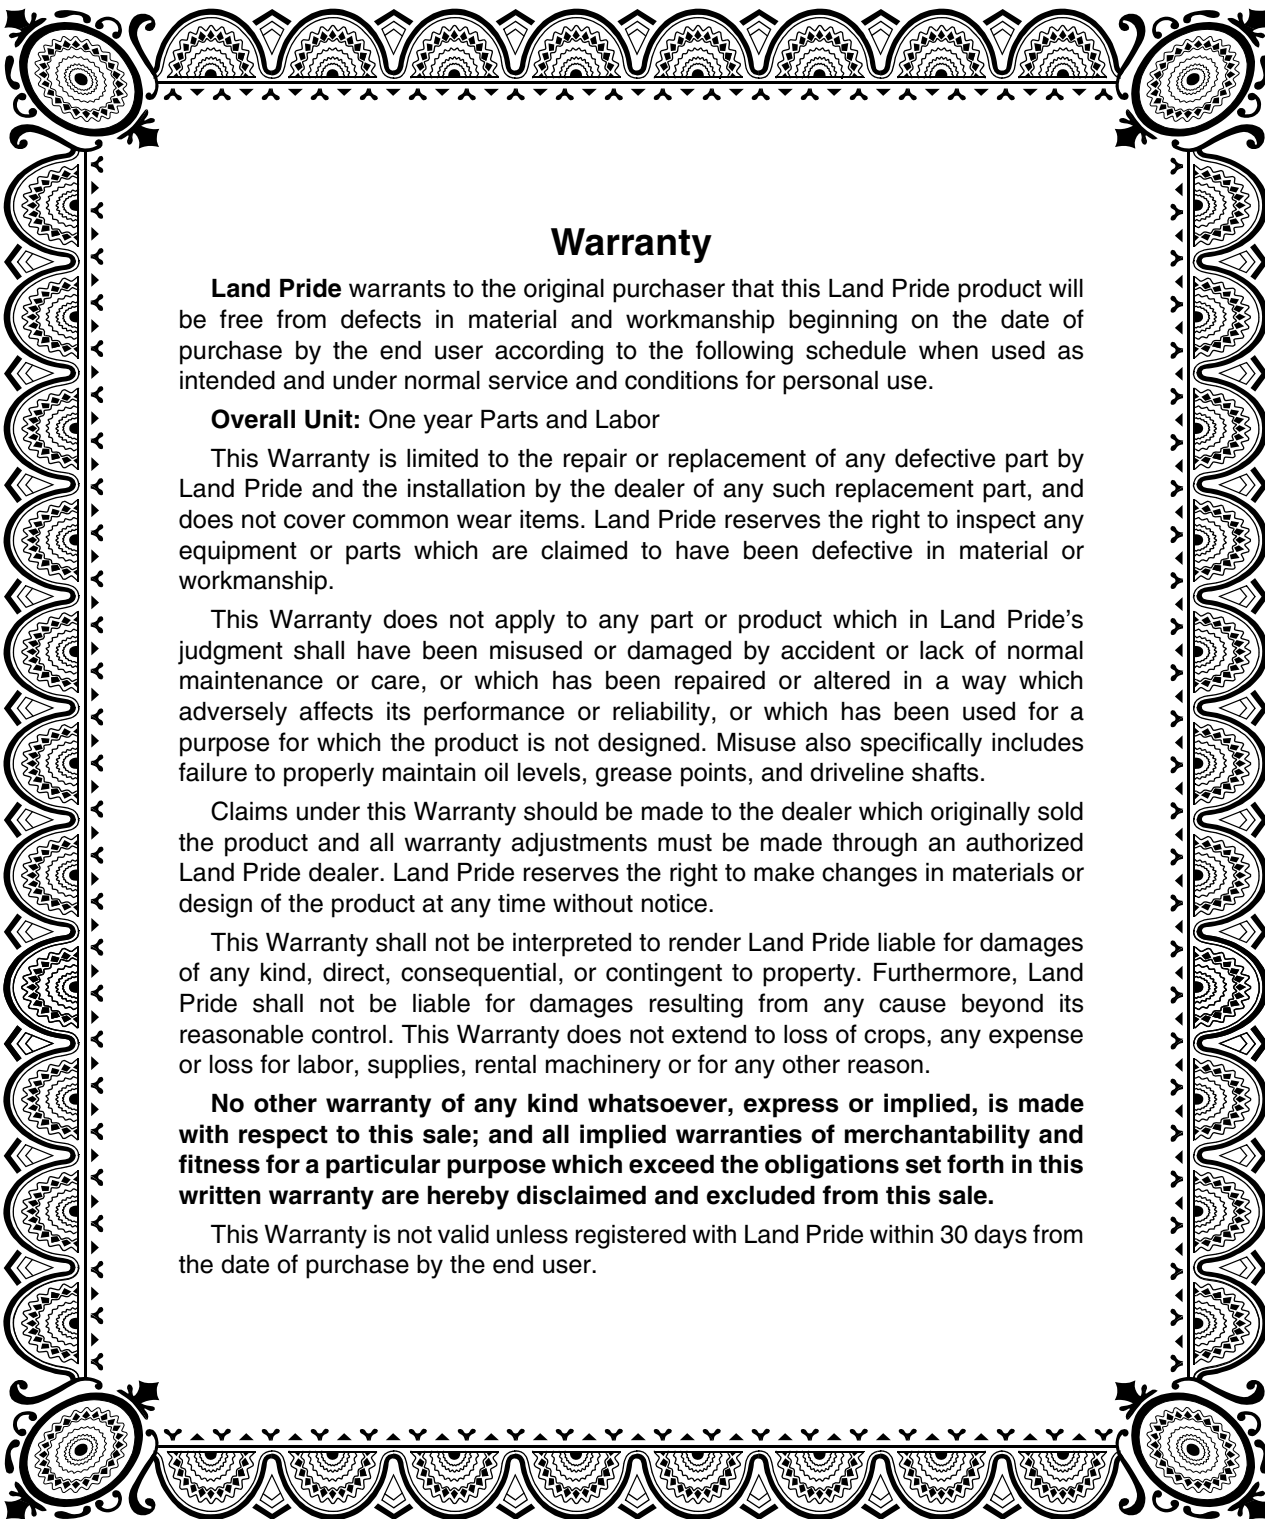 Warranty
Land Pride warrants to the original purchaser that this Land Pride product will
be free from defects in material and workmanship beginning on the date of
purchase by the end user according to the following schedule when used as
intended and under normal service and conditions for personal use.
Overall Unit: One year Parts and Labor
This Warranty is limited to the repair or replacement of any defective part by
Land Pride and the installation by the dealer of any such replacement part, and
does not cover common wear items. Land Pride reserves the right to inspect any
equipment or parts which are claimed to have been defective in material or
workmanship.
This Warranty does not apply to any part or product which in Land Pride’s
judgment shall have been misused or damaged by accident or lack of normal
maintenance or care, or which has been repaired or altered in a way which
adversely affects its performance or reliability, or which has been used for a
purpose for which the product is not designed. Misuse also specifically includes
failure to properly maintain oil levels, grease points, and driveline shafts.
Claims under this Warranty should be made to the dealer which originally sold
the product and all warranty adjustments must be made through an authorized
Land Pride dealer. Land Pride reserves the right to make changes in materials or
design of the product at any time without notice.
This Warranty shall not be interpreted to render Land Pride liable for damages
of any kind, direct, consequential, or contingent to property. Furthermore, Land
Pride shall not be liable for damages resulting from any cause beyond its
reasonable control. This Warranty does not extend to loss of crops, any expense
or loss for labor, supplies, rental machinery or for any other reason.
No other warranty of any kind whatsoever, express or implied, is made
with respect to this sale; and all implied warranties of merchantability and
fitness for a particular purpose which exceed the obligations set forth in this
written warranty are hereby disclaimed and excluded from this sale.
This Warranty is not valid unless registered with Land Pride within 30 days from
the date of purchase by the end user.